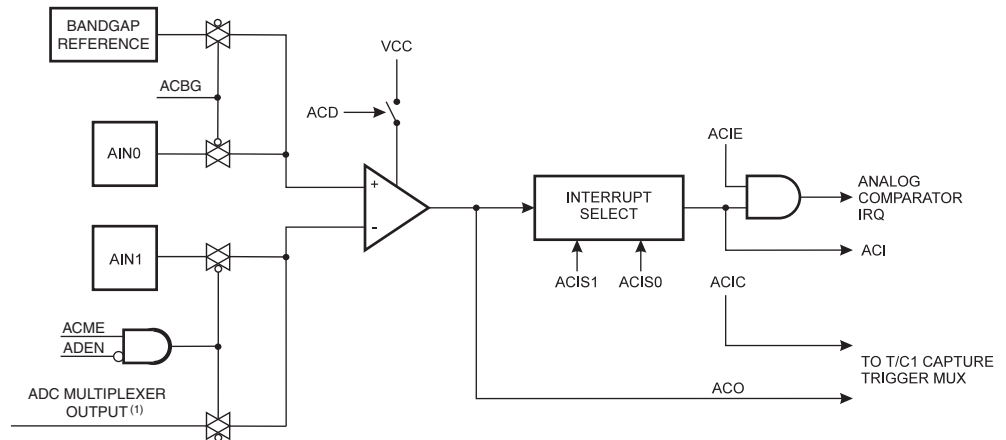 BANDGAP
REFERENCE
ACBG
AIN0
VCC
ACD
+
-
AIN1
ACME
ADEN
ADC MULTIPLEXER
OUTPUT (1)
INTERRUPT
SELECT
ACIS1
ACIS0
ACIE
ANALOG
COMPARATOR
IRQ
ACI
ACIC
TO T/C1 CAPTURE
TRIGGER MUX
ACO